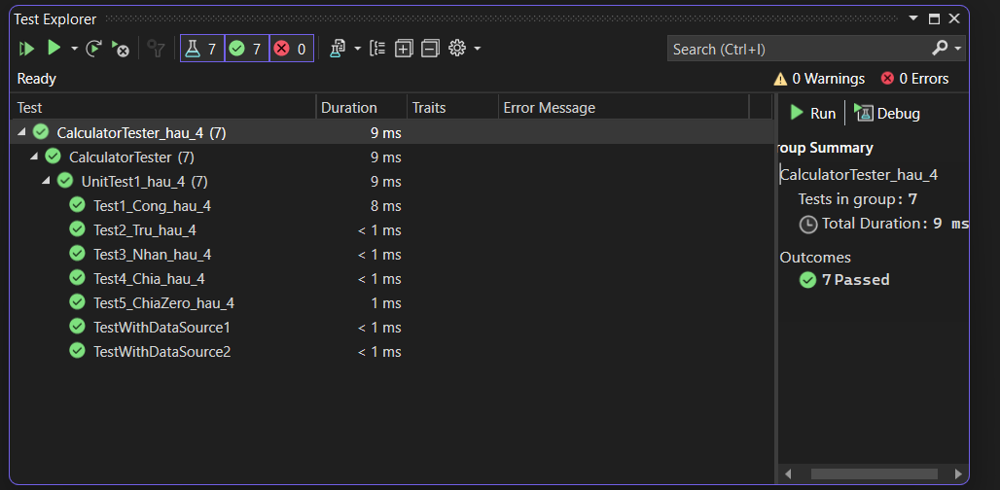 Test Explorer
7 7 0
Search (Ctrl+I)
Ready
0 Warnings 0 Errors
Test Duration Traits Error Message
CalculatorTester_hau_4 (7) 9 ms
CalculatorTester (7) 9 ms
UnitTest1_hau_4 (7) 9 ms
Test1_Cong_hau_4 8 ms
Test2_Tru_hau_4 < 1 ms
Test3_Nhan_hau_4 < 1 ms
Test4_Chia_hau_4 < 1 ms
Test5_ChiaZero_hau_4 1 ms
TestWithDataSource1 < 1 ms
TestWithDataSource2 < 1 ms
Run Debug
roup Summary
CalculatorTester_hau_4
Tests in group: 7
Total Duration: 9 ms
Outcomes
7 Passed